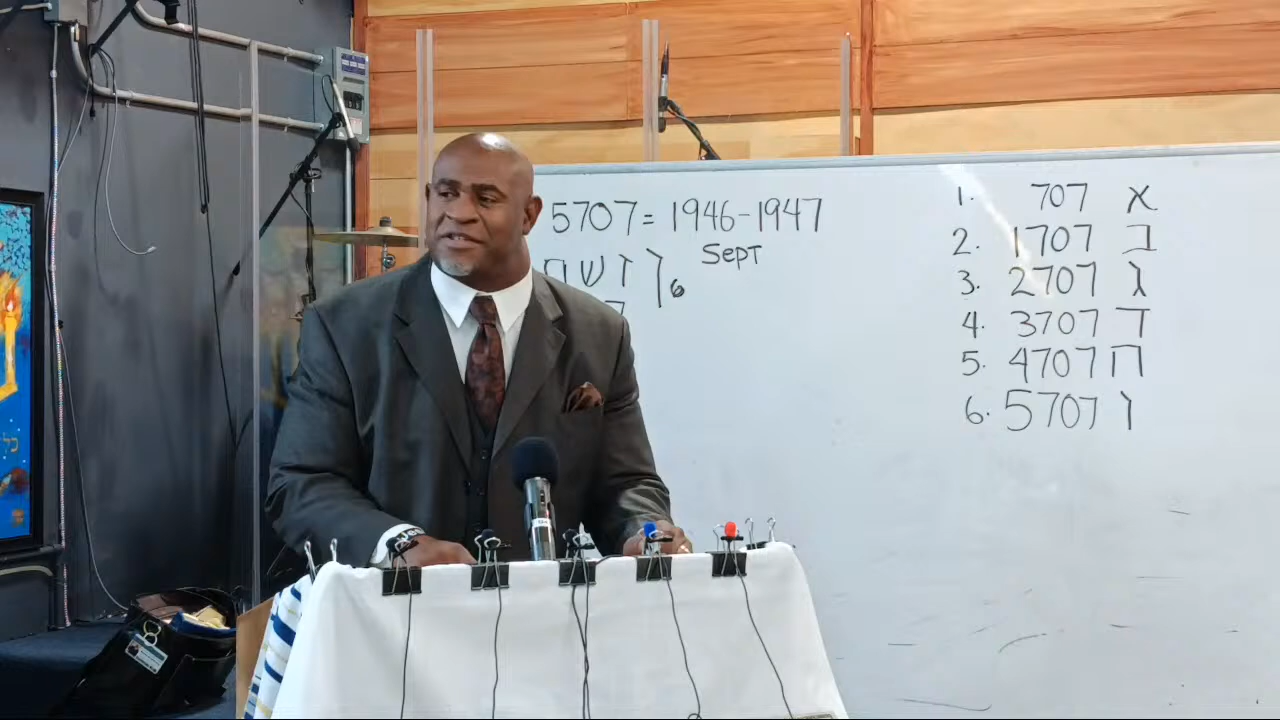 5707 = 1946-1947
Sept
ז ש ת ן 6
1. 707 א
2. 1707 ב
3. 2707 ג
4. 3707 ד
5. 4707 ה
6. 5707 ו